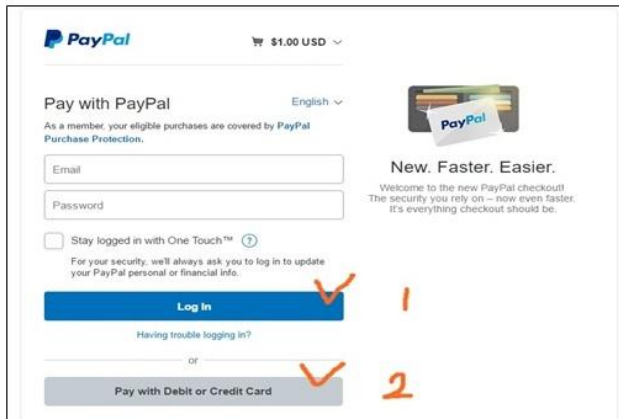 PayPal
$1.00 USD
Pay with PayPal
English
As a member, your eligible purchases are covered by PayPal
Purchase Protection.
Email
Password
Stay logged in with One Touch™ ?
For your security, we'll always ask you to log in to update
your PayPal personal or financial info.
Log In
1
Having trouble logging in?
or
Pay with Debit or Credit Card
2
PayPal
New. Faster. Easier.
Welcome to the new PayPal checkout!
The security you rely on – now even faster.
It's everything checkout should be.